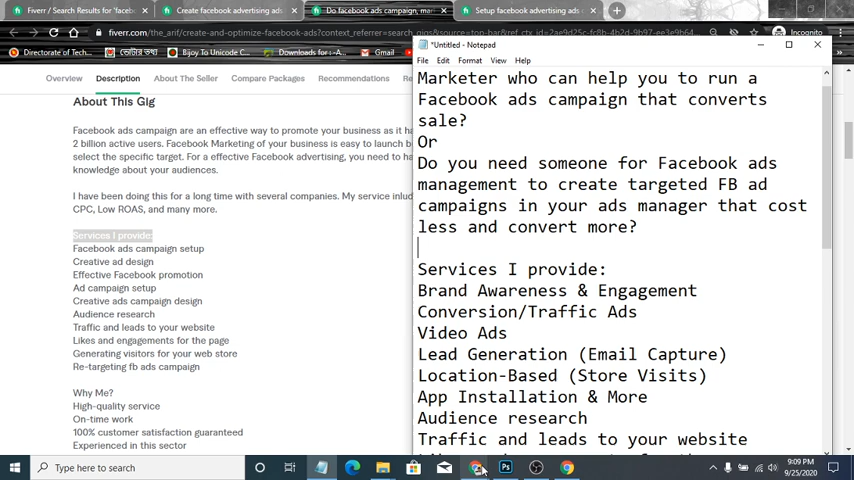 Fiverr / Search Results for 'faceb
Create facebook advertising ads
Do facebook ads campaign, mar
Setup facebook advertising ads c
fiverr.com/the_arif/create-and-optimize-facebook-ads?context_referrer=search_gigs&source=top-bar&ref_ctx_id=2ae9d25c-fc37-4c2b-96c3-97ec3e9b64
Incognito
Directorate of Tech...
ভোটার তথ্য
Bijoy To Unicode C...
Downloads for :-A...
Gmail
Overview
Description
About The Seller
Compare Packages
Recommendations
About This Gig
Facebook ads campaign are an effective way to promote your business as it ha
2 billion active users. Facebook Marketing of your business is easy to launch b
select the specific target. For a effective Facebook advertising, you need to ha
knowledge about your audiences.
I have been doing this for a long time with several companies. My service inlud
CPC, Low ROAS, and many more.
Services I provide:
Facebook ads campaign setup
Creative ad design
Effective Facebook promotion
Ad campaign setup
Creative ads campaign design
Audience research
Traffic and leads to your website
Likes and engagements for the page
Generating visitors for your web store
Re-targeting fb ads campaign
Why Me?
High-quality service
On-time work
100% customer satisfaction guaranteed
Experienced in this sector
*Untitled - Notepad
File Edit Format View Help
Marketer who can help you to run a
Facebook ads campaign that converts
sale?
Or
Do you need someone for Facebook ads
management to create targeted FB ad
campaigns in your ads manager that cost
less and convert more?
Services I provide:
Brand Awareness & Engagement
Conversion/Traffic Ads
Video Ads
Lead Generation (Email Capture)
Location-Based (Store Visits)
App Installation & More
Audience research
Traffic and leads to your website
Type here to search
9:09 PM
9/25/2020